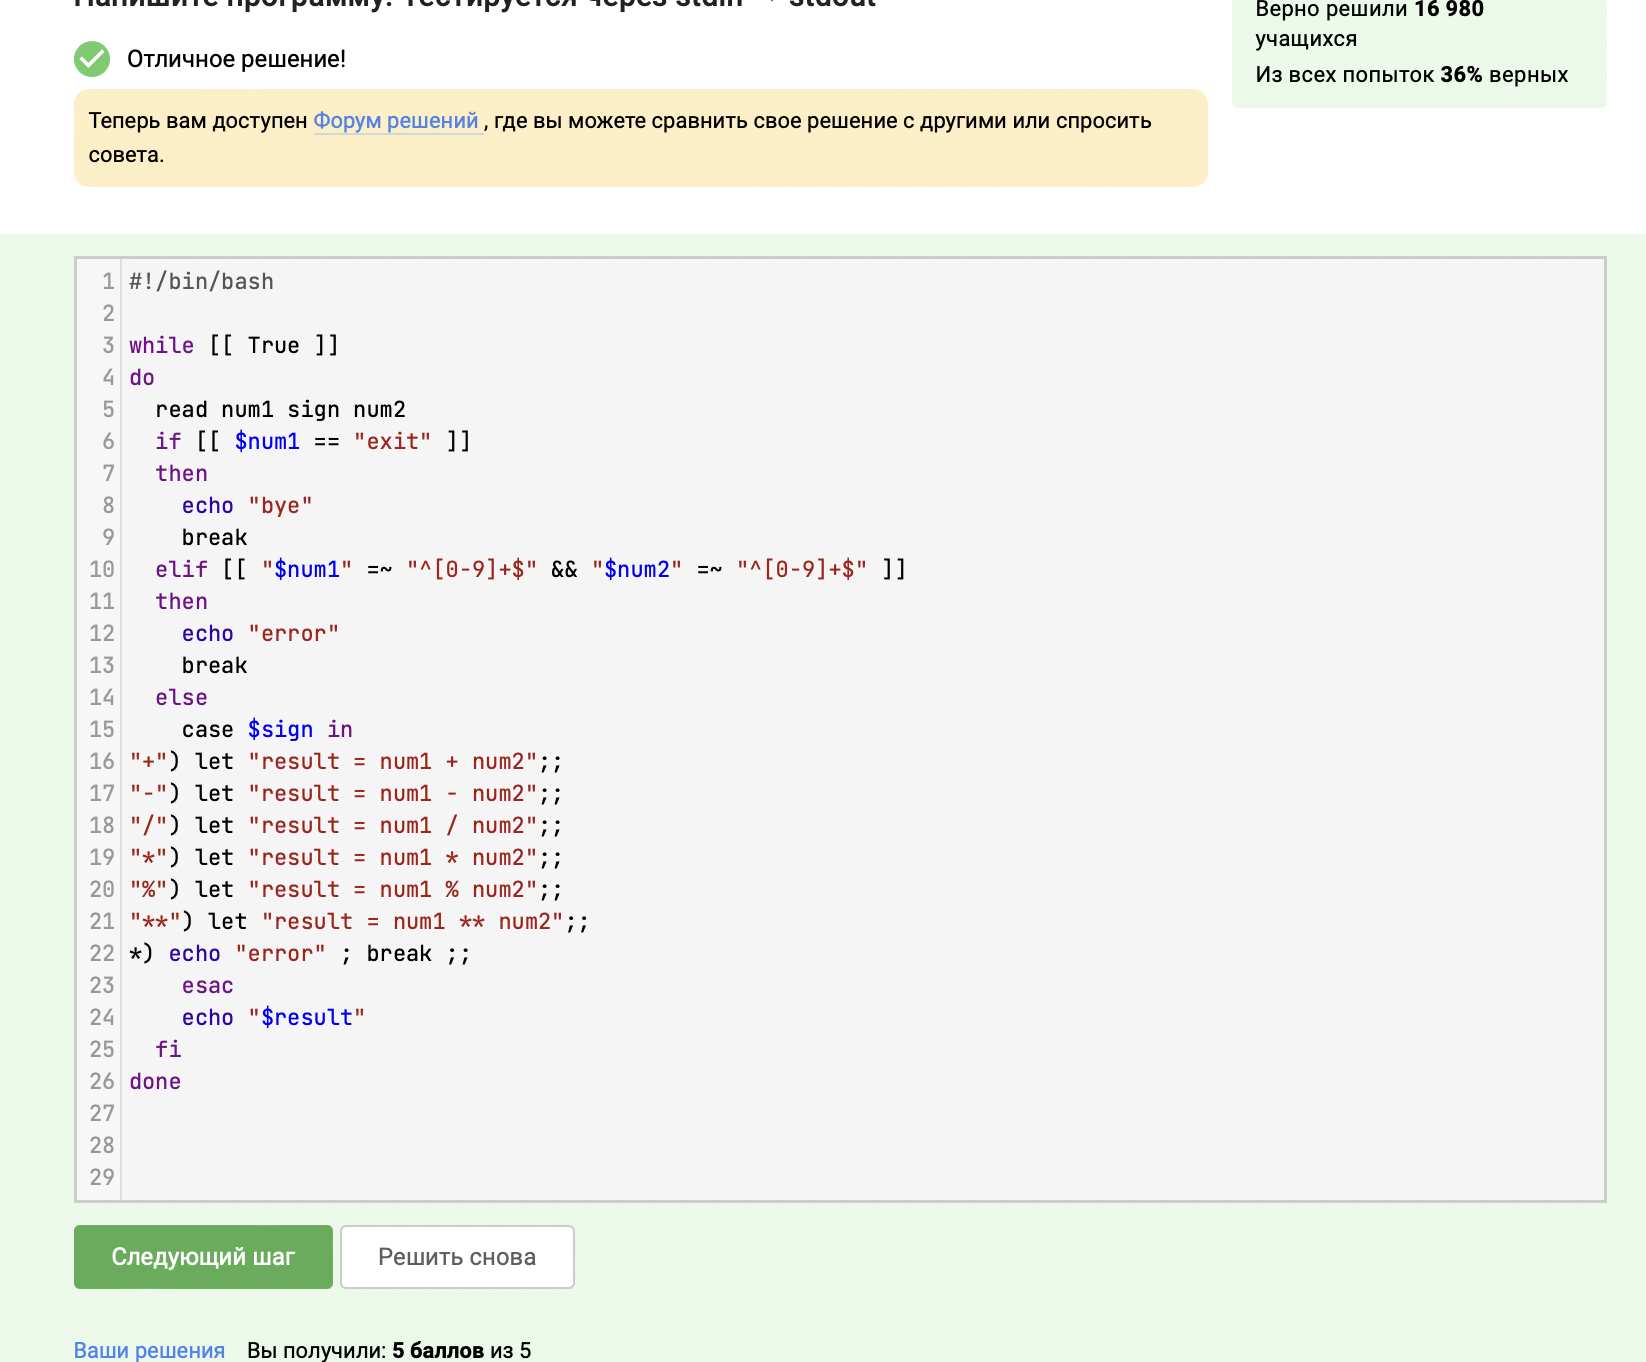 Напишите программу. Тестируется через stdin → stdout
Верно решили 16 980
учащихся
Из всех попыток 36% верных
Отличное решение!
Теперь вам доступен Форум решений , где вы можете сравнить свое решение с другими или спросить
совета.
1 #!/bin/bash
2
3 while [[ True ]]
4 do
5   read num1 sign num2
6   if [[ $num1 == "exit" ]]
7   then
8     echo "bye"
9     break
10   elif [[ "$num1" =~ "^[0-9]+$" && "$num2" =~ "^[0-9]+$" ]]
11   then
12     echo "error"
13     break
14   else
15     case $sign in
16 "+") let "result = num1 + num2";;
17 "-") let "result = num1 - num2";;
18 "/") let "result = num1 / num2";;
19 "*") let "result = num1 * num2";;
20 "%") let "result = num1 % num2";;
21 "**") let "result = num1 ** num2";;
22 *) echo "error" ; break ;;
23     esac
24     echo "$result"
25   fi
26 done
27
28
29
Следующий шаг
Решить снова
Ваши решения Вы получили: 5 баллов из 5